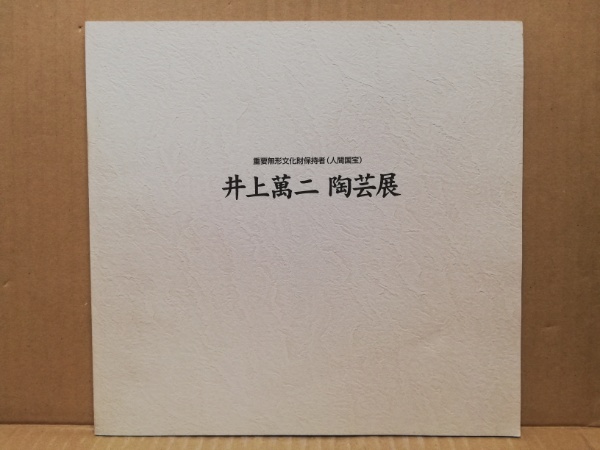 重要無形文化財保持者(人間国宝)
井上萬二 陶芸展